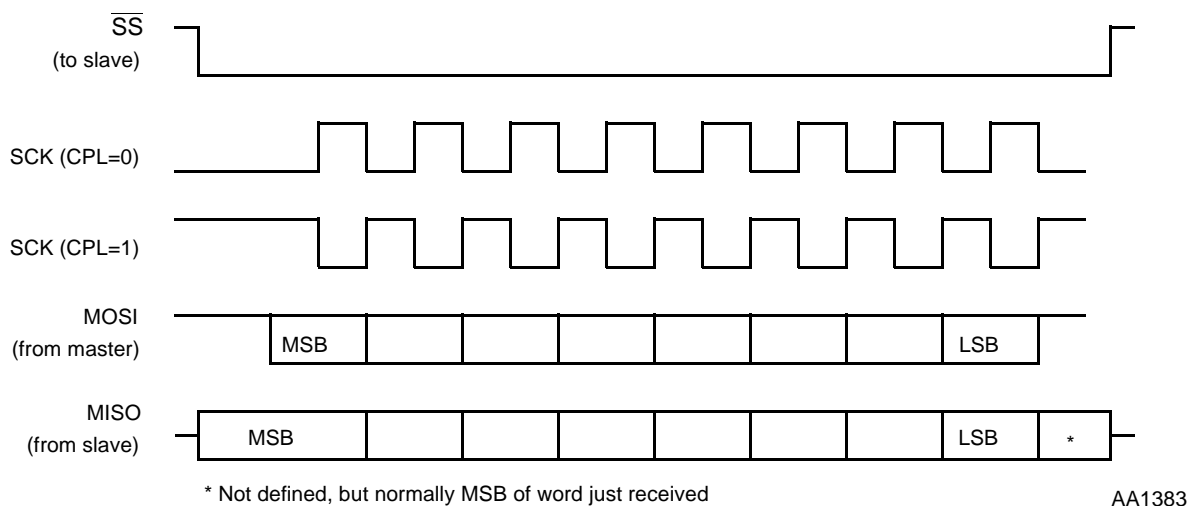 SS
(to slave)
SCK (CPL=0)
SCK (CPL=1)
MOSI
(from master)
MSB
LSB
MISO
(from slave)
MSB
LSB
*
* Not defined, but normally MSB of word just received
AA1383